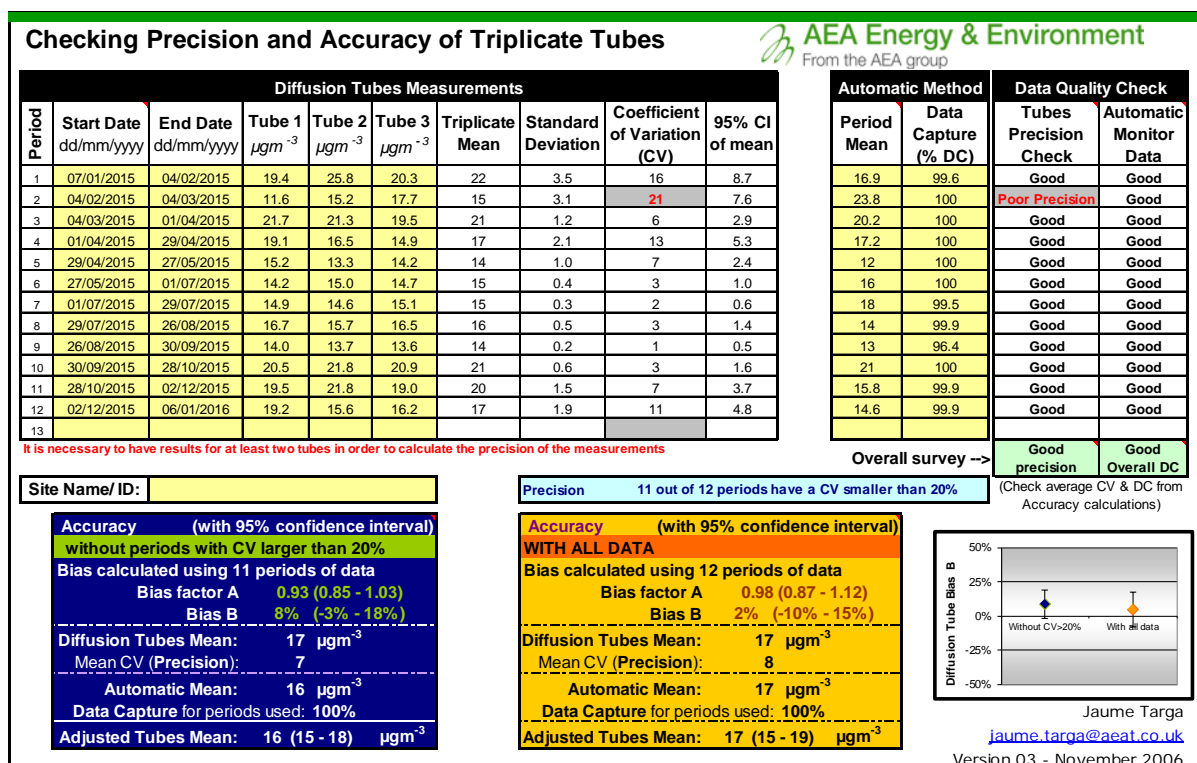 Checking Precision and Accuracy of Triplicate Tubes
AEA Energy & Environment
From the AEA group
Diffusion Tubes Measurements
Automatic Method
Data Quality Check
Period Start Date dd/mm/yyyy End Date dd/mm/yyyy Tube 1 µgm -3 Tube 2 µgm -3 Tube 3 µgm -3 Triplicate Mean Standard Deviation Coefficient of Variation (CV) 95% CI of mean Period Mean Data Capture (% DC) Tubes Precision Check Automatic Monitor Data
1 07/01/2015 04/02/2015 19.4 25.8 20.3 22 3.5 16 8.7 16.9 99.6 Good Good
2 04/02/2015 04/03/2015 11.6 15.2 17.7 15 3.1 21 7.6 23.8 100 Poor Precision Good
3 04/03/2015 01/04/2015 21.7 21.3 19.5 21 1.2 6 2.9 20.2 100 Good Good
4 01/04/2015 29/04/2015 19.1 16.5 14.9 17 2.1 13 5.3 17.2 100 Good Good
5 29/04/2015 27/05/2015 15.2 13.3 14.2 14 1.0 7 2.4 12 100 Good Good
6 27/05/2015 01/07/2015 14.2 15.0 14.7 15 0.4 3 1.0 16 100 Good Good
7 01/07/2015 29/07/2015 14.9 14.6 15.1 15 0.3 2 0.6 18 99.5 Good Good
8 29/07/2015 26/08/2015 16.7 15.7 16.5 16 0.5 3 1.4 14 99.9 Good Good
9 26/08/2015 30/09/2015 14.0 13.7 13.6 14 0.2 1 0.5 13 96.4 Good Good
10 30/09/2015 28/10/2015 20.5 21.8 20.9 21 0.6 3 1.6 21 100 Good Good
11 28/10/2015 02/12/2015 19.5 21.8 19.0 20 1.5 7 3.7 15.8 99.9 Good Good
12 02/12/2015 06/01/2016 19.2 15.6 16.2 17 1.9 11 4.8 14.6 99.9 Good Good
13
It is necessary to have results for at least two tubes in order to calculate the precision of the measurements
Overall survey --> Good precision Good Overall DC
Site Name/ ID:
Precision 11 out of 12 periods have a CV smaller than 20%
(Check average CV & DC from
Accuracy calculations)
Accuracy (with 95% confidence interval)
without periods with CV larger than 20%
Bias calculated using 11 periods of data
Bias factor A 0.93 (0.85 - 1.03)
Bias B 8% (-3% - 18%)
Diffusion Tubes Mean: 17 µgm-3
Mean CV (Precision): 7
Automatic Mean: 16 µgm-3
Data Capture for periods used: 100%
Adjusted Tubes Mean: 16 (15 - 18) µgm-3
Accuracy (with 95% confidence interval)
WITH ALL DATA
Bias calculated using 12 periods of data
Bias factor A 0.98 (0.87 - 1.12)
Bias B 2% (-10% - 15%)
Diffusion Tubes Mean: 17 µgm-3
Mean CV (Precision): 8
Automatic Mean: 17 µgm-3
Data Capture for periods used: 100%
Adjusted Tubes Mean: 17 (15 - 19) µgm-3
Diffusion Tube Bias B
50%
25%
0%
-25%
-50%
Without CV>20%
With all data
Jaume Targa
jaume.targa@aeat.co.uk
Version 03 - November 2006